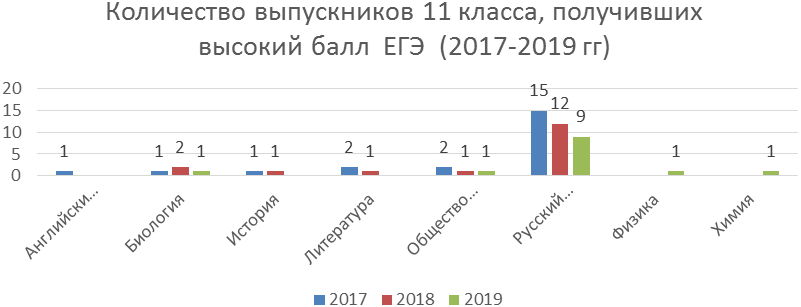 Количество выпускников 11 класса, получивших
высокий балл ЕГЭ (2017-2019 гг)
20
15
10
5
0
1
1 2 1
1 1
2 1
2 1 1
15 12 9
1
1
Английски...
Биология
История
Литература
Общество...
Русский...
Физика
Химия
2017 2018 2019